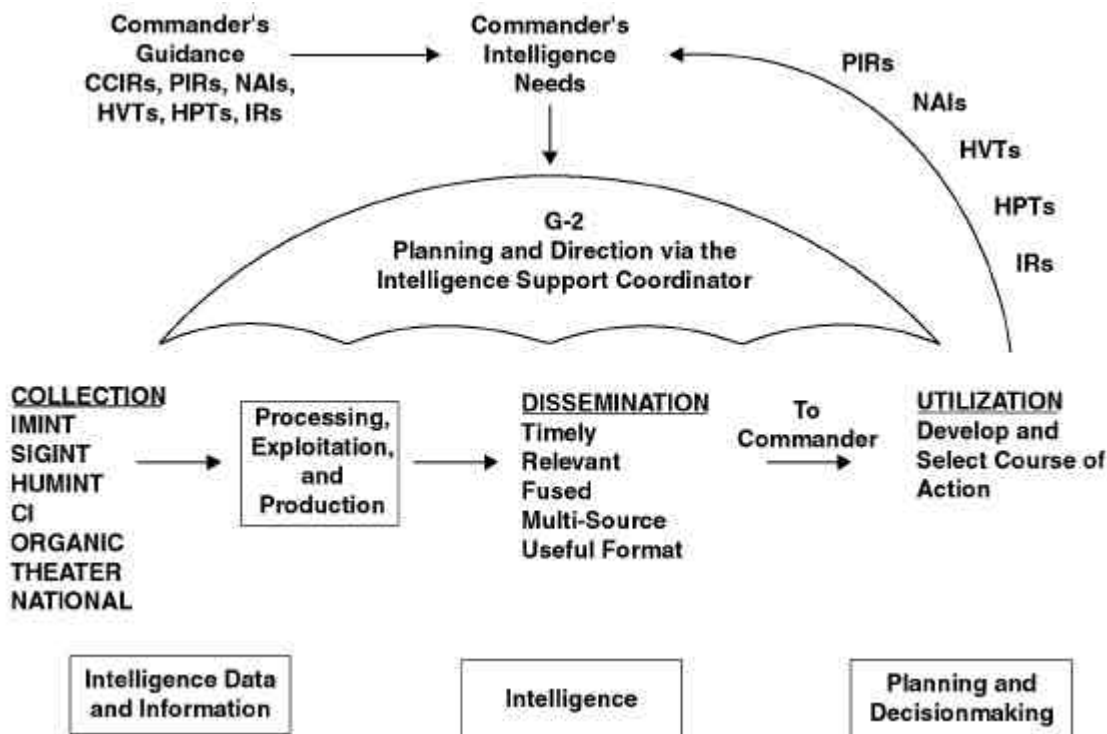 Commander's
Guidance
CCIRs, PIRs, NAIs,
HVTs, HPTs, IRs
Commander's
Intelligence
Needs
PIRs
NAIs
HVTs
HPTs
IRs
G-2
Planning and Direction via the
Intelligence Support Coordinator
COLLECTION
IMINT
SIGINT
HUMINT
CI
ORGANIC
THEATER
NATIONAL
Processing,
Exploitation,
and
Production
DISSEMINATION
Timely
Relevant
Fused
Multi-Source
Useful Format
To
Commander
UTILIZATION
Develop and
Select Course of
Action
Intelligence Data
and Information
Intelligence
Planning and
Decisionmaking